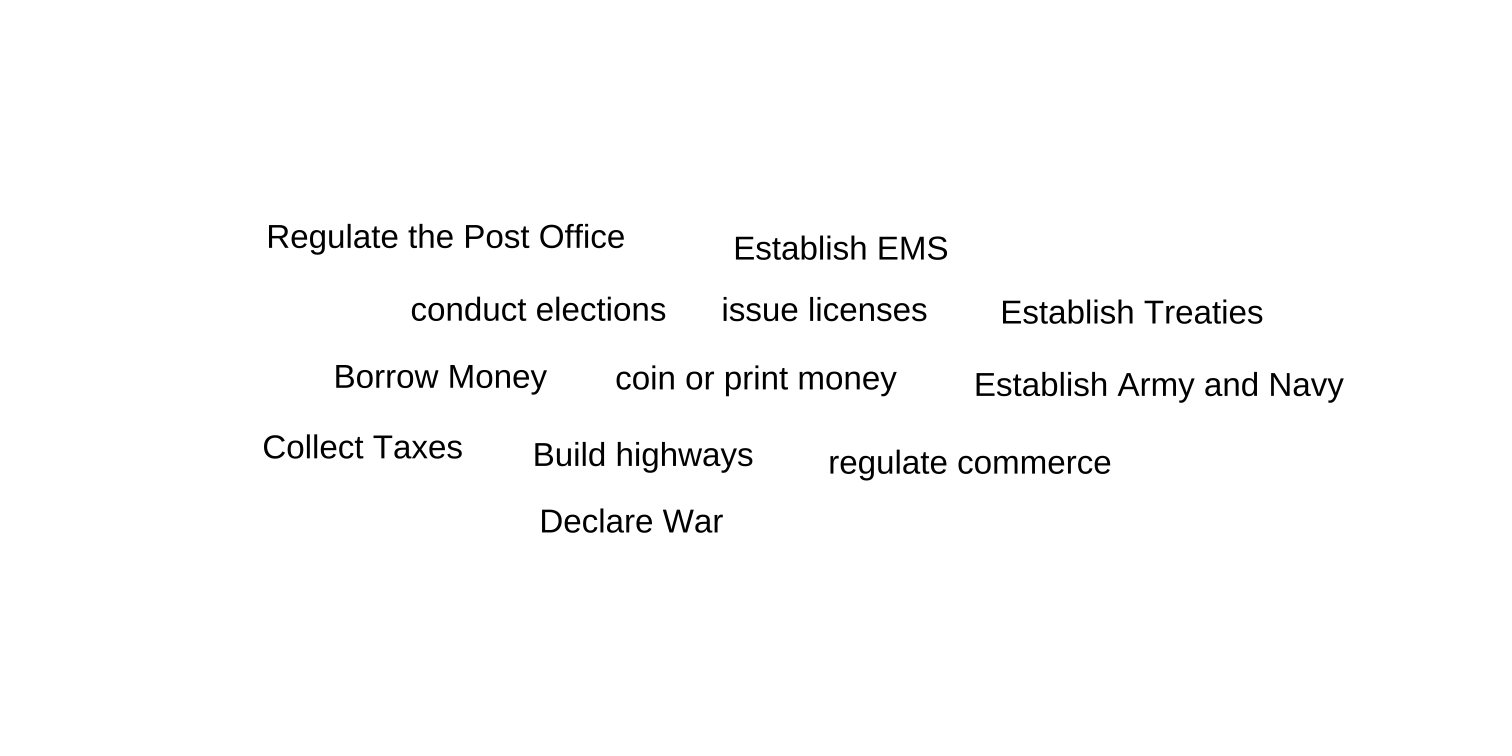 Regulate the Post Office
Establish EMS
conduct elections
issue licenses
Establish Treaties
Borrow Money
coin or print money
Establish Army and Navy
Collect Taxes
Build highways
regulate commerce
Declare War